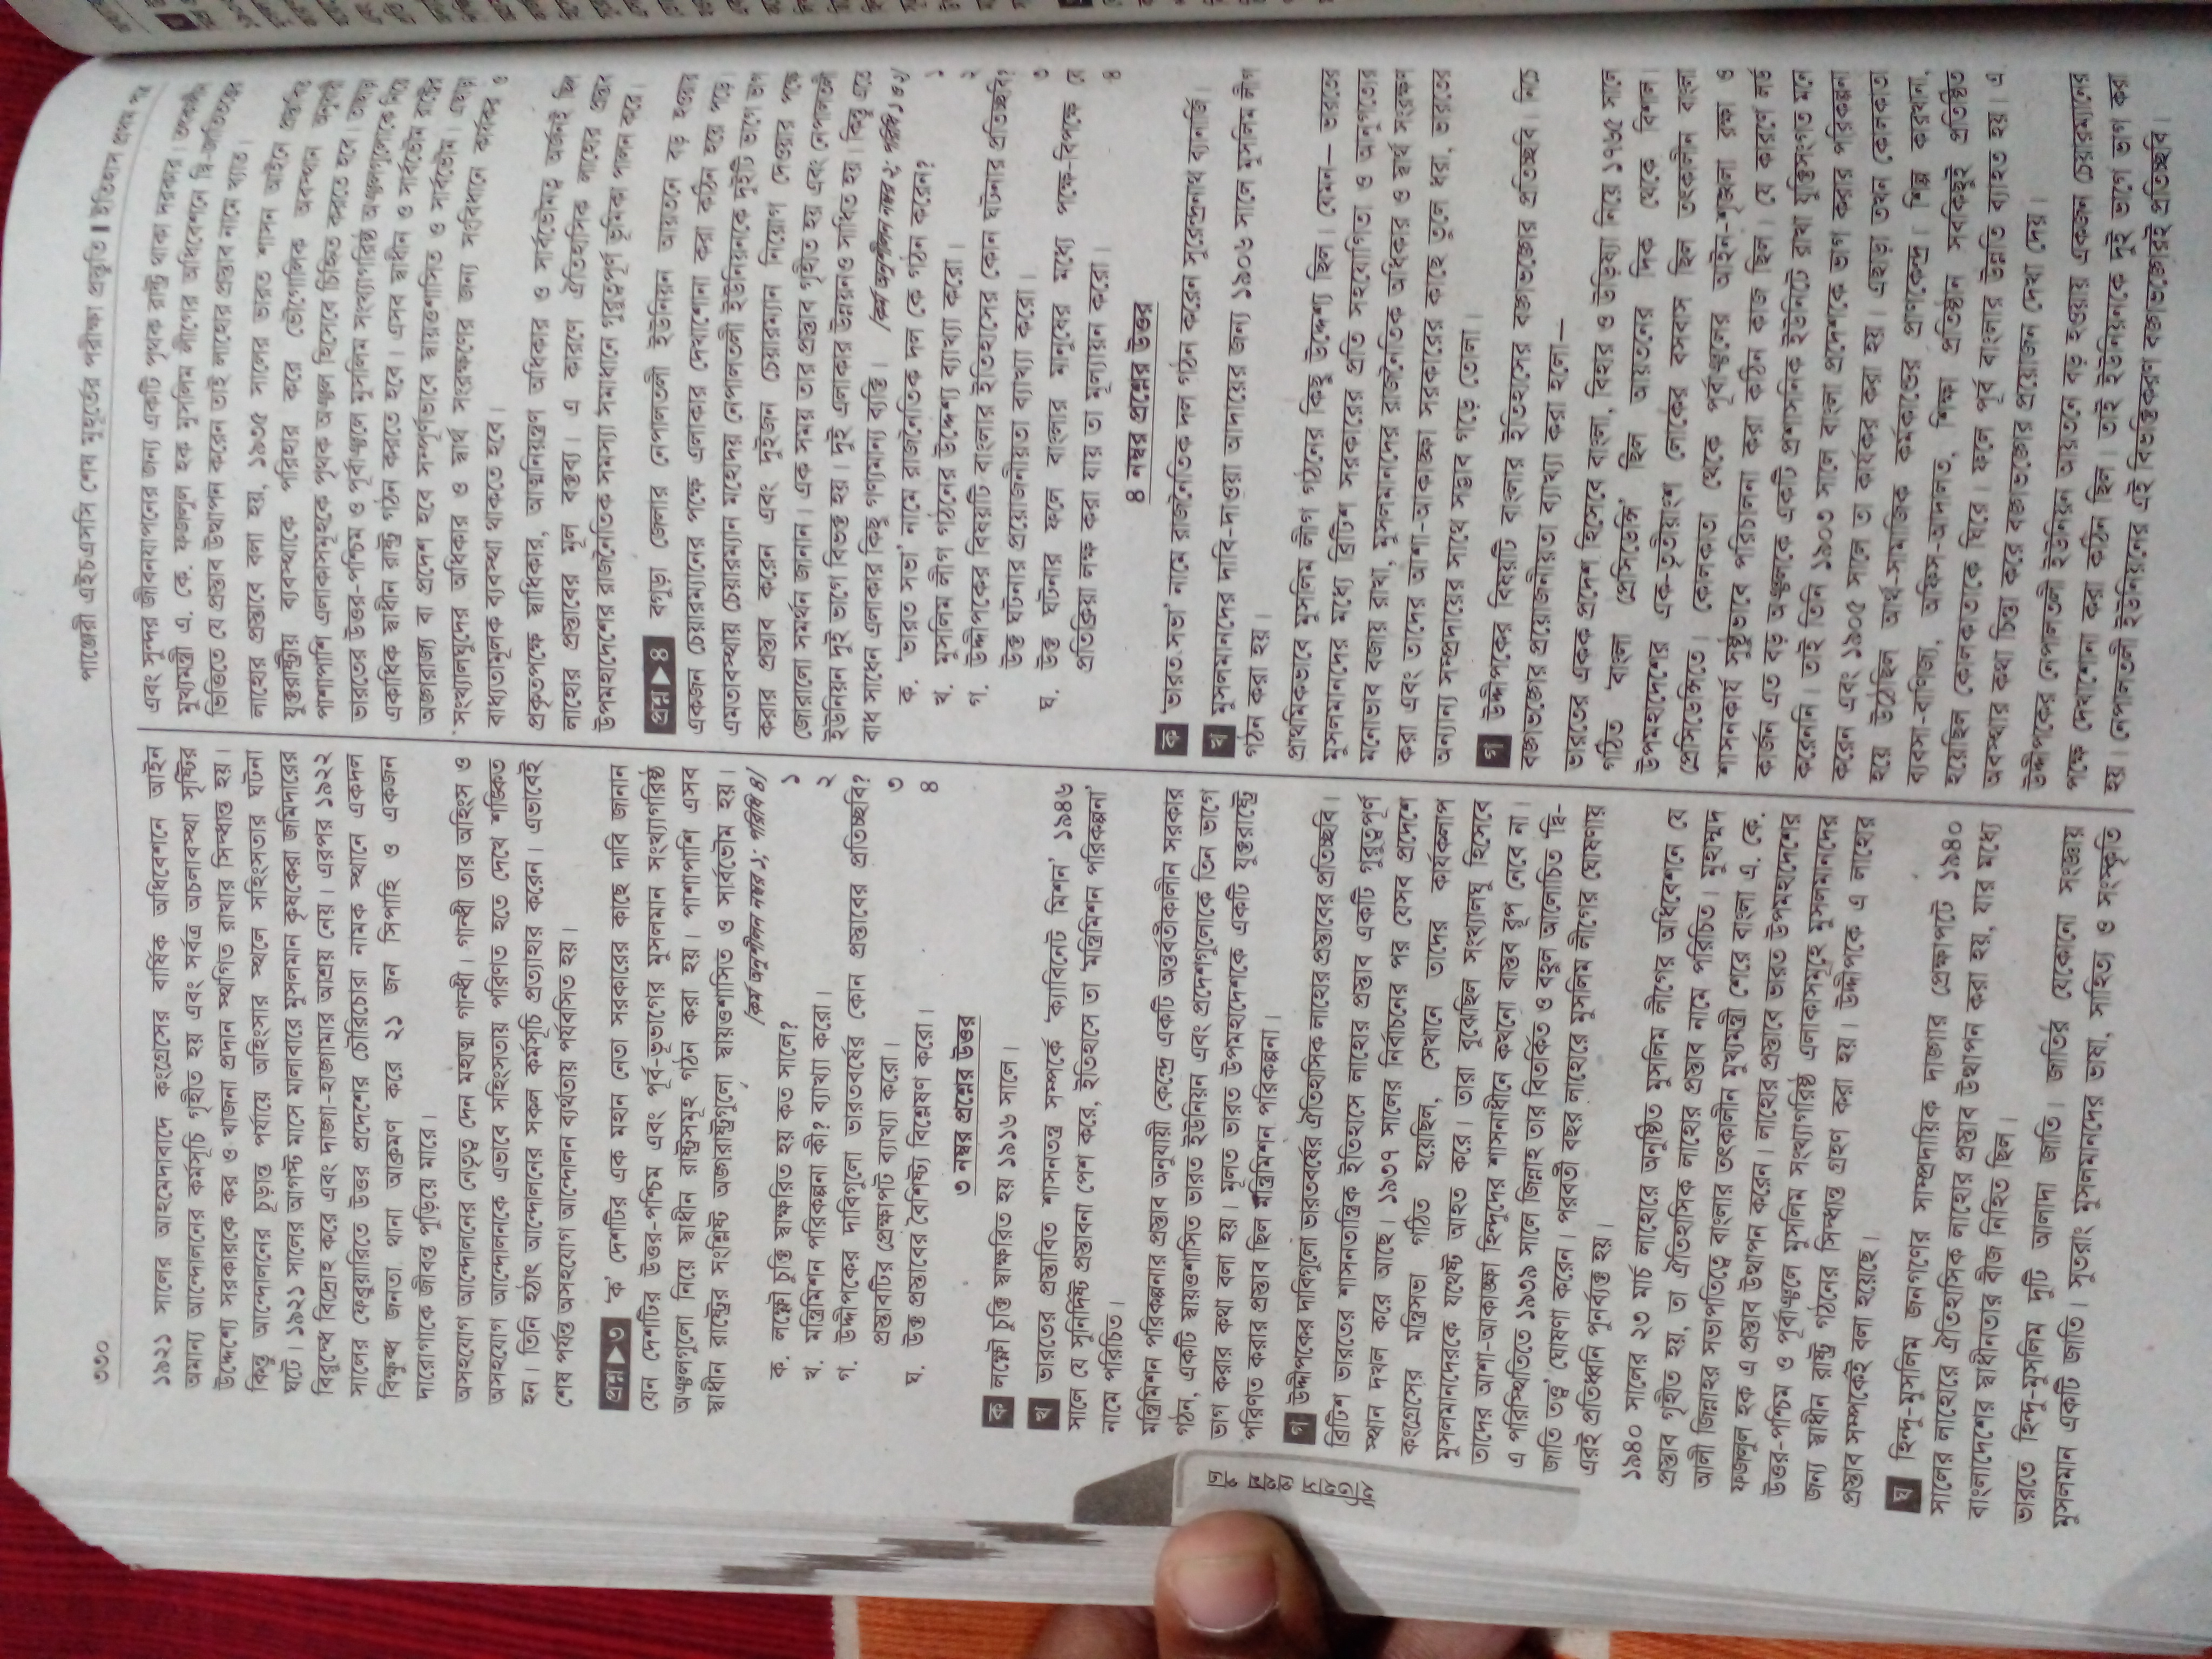 ৩৩০
পাঞ্জেরী এইচএসসি শেষ মুহূর্তের পরীক্ষা প্রস্তুতি ॥ ইতিহাস প্রথম পত্র
১৯২১ সালের আহমেদাবাদে কংগ্রেসের বার্ষিক অধিবেশনে আইন
অমান্য আন্দোলনের কর্মসূচি গৃহীত হয় এবং সর্বত্র অচলাবস্থা সৃষ্টির
উদ্দেশ্যে সরকারকে কর ও খাজনা প্রদান স্থগিত রাখার সিদ্ধান্ত হয়।
কিন্তু আন্দোলনের চূড়ান্ত পর্যায়ে অহিংসার স্থলে সহিংসতার ঘটনা
ঘটে। ১৯২১ সালের আগস্ট মাসে মালাবারে মুসলমান কৃষকেরা জমিদারের
বিরুদ্ধে বিদ্রোহ করে এবং দাঙ্গা-হাঙ্গামার আশ্রয় নেয়। এরপর ১৯২২
সালের ফেব্রুয়ারিতে উত্তর প্রদেশের চৌরিচোরা নামক স্থানে একদল
বিক্ষুব্ধ জনতা থানা আক্রমণ করে ২১ জন সিপাহি ও একজন
দারোগাকে জীবন্ত পুড়িয়ে মারে।
অসহযোগ আন্দোলনের নেতৃত্ব দেন মহাত্মা গান্ধী। গান্ধী তার অহিংস ও
অসহযোগ আন্দোলনকে এভাবে সহিংসতায় পরিণত হতে দেখে শঙ্কিত
হন। তিনি হঠাৎ আন্দোলনের সকল কর্মসূচি প্রত্যাহার করেন। এভাবেই
শেষ পর্যন্ত অসহযোগ আন্দোলন ব্যর্থতায় পর্যবসিত হয়।
প্রশ্ন ▶ ৩ ‘ক’ দেশটির এক মহান নেতা সরকারের কাছে দাবি জানান
যেন দেশটির উত্তর-পশ্চিম এবং পূর্ব-ভূভাগের মুসলমান সংখ্যাগরিষ্ঠ
অঞ্চলগুলো নিয়ে স্বাধীন রাষ্ট্রসমূহ গঠন করা হয়। পাশাপাশি এসব
স্বাধীন রাষ্ট্রের সংশ্লিষ্ট অঙ্গরাষ্ট্রগুলো স্বায়ত্তশাসিত ও সার্বভৌম হয়।
[কর্ম অনুশীলন নম্বর ১; পরিধি ৪]
ক. লক্ষ্ণৌ চুক্তি স্বাক্ষরিত হয় কত সালে? ১
খ. মন্ত্রিমিশন পরিকল্পনা কী? ব্যাখ্যা করো। ২
গ. উদ্দীপকের দাবিগুলো ভারতবর্ষের কোন প্রস্তাবের প্রতিচ্ছবি?
প্রস্তাবটির প্রেক্ষাপট ব্যাখ্যা করো। ৩
ঘ. উক্ত প্রস্তাবের বৈশিষ্ট্য বিশ্লেষণ করো। ৪
৩ নম্বর প্রশ্নের উত্তর
ক লক্ষ্ণৌ চুক্তি স্বাক্ষরিত হয় ১৯১৬ সালে।
খ ভারতের প্রস্তাবিত শাসনতন্ত্র সম্পর্কে ‘ক্যাবিনেট মিশন’ ১৯৪৬
সালে যে সুনির্দিষ্ট প্রস্তাবনা পেশ করে, ইতিহাসে তা ‘মন্ত্রিমিশন পরিকল্পনা’
নামে পরিচিত।
মন্ত্রিমিশন পরিকল্পনার প্রস্তাব অনুযায়ী কেন্দ্রে একটি অন্তর্বর্তীকালীন সরকার
গঠন, একটি স্বায়ত্তশাসিত ভারত ইউনিয়ন এবং প্রদেশগুলোকে তিন ভাগে
ভাগ করার কথা বলা হয়। মূলত ভারত উপমহাদেশকে একটি যুক্তরাষ্ট্রে
পরিণত করার প্রস্তাব ছিল মন্ত্রিমিশন পরিকল্পনা।
গ উদ্দীপকের দাবিগুলো ভারতবর্ষের ঐতিহাসিক লাহোর প্রস্তাবের প্রতিচ্ছবি।
ব্রিটিশ ভারতের শাসনতান্ত্রিক ইতিহাসে লাহোর প্রস্তাব একটি গুরুত্বপূর্ণ
স্থান দখল করে আছে। ১৯৩৭ সালের নির্বাচনের পর যেসব প্রদেশে
কংগ্রেসের মন্ত্রিসভা গঠিত হয়েছিল, সেখানে তাদের কার্যকলাপ
মুসলমানদেরকে যথেষ্ট আহত করে। তারা বুঝেছিল সংখ্যালঘু হিসেবে
তাদের আশা-আকাঙ্ক্ষা হিন্দুদের শাসনাধীনে কখনো বাস্তব রূপ নেবে না।
এ পরিস্থিতিতে ১৯৩৯ সালে জিন্নাহ তার বিতর্কিত ও বহুল আলোচিত ‘দ্বি-
জাতি তত্ত্ব’ ঘোষণা করেন। পরবর্তী বছর লাহোরে মুসলিম লীগের ঘোষণায়
এরই প্রতিধ্বনি পুনর্ব্যক্ত হয়।
১৯৪০ সালের ২৩ মার্চ লাহোরে অনুষ্ঠিত মুসলিম লীগের অধিবেশনে যে
প্রস্তাব গৃহীত হয়, তা ঐতিহাসিক লাহোর প্রস্তাব নামে পরিচিত। মুহাম্মদ
আলী জিন্নাহর সভাপতিত্বে বাংলার তৎকালীন মুখ্যমন্ত্রী শেরে বাংলা এ. কে.
ফজলুল হক এ প্রস্তাব উত্থাপন করেন। লাহোর প্রস্তাবে ভারত উপমহাদেশের
উত্তর-পশ্চিম ও পূর্বাঞ্চলে মুসলিম সংখ্যাগরিষ্ঠ এলাকাসমূহে মুসলমানদের
জন্য স্বাধীন রাষ্ট্র গঠনের সিদ্ধান্ত গ্রহণ করা হয়। উদ্দীপকে এ লাহোর
প্রস্তাব সম্পর্কেই বলা হয়েছে।
ঘ হিন্দু-মুসলিম জনগণের সাম্প্রদায়িক দাঙ্গার প্রেক্ষাপটে ১৯৪০
সালের লাহোরে ঐতিহাসিক লাহোর প্রস্তাব উত্থাপন করা হয়, যার মধ্যে
বাংলাদেশের স্বাধীনতার বীজ নিহিত ছিল।
ভারতে হিন্দু-মুসলিম দুটি আলাদা জাতি। জাতির যেকোনো সংজ্ঞায়
মুসলমান একটি জাতি। সুতরাং মুসলমানদের ভাষা, সাহিত্য ও সংস্কৃতি
ইতিহাস প্রথম পত্র
এবং সুন্দর জীবনযাপনের জন্য একটি পৃথক রাষ্ট্র থাকা দরকার। তৎকালীন
মুখ্যমন্ত্রী এ. কে. ফজলুল হক মুসলিম লীগের অধিবেশনে দ্বি-জাতিতত্ত্বের
ভিত্তিতে যে প্রস্তাব উত্থাপন করেন তাই লাহোর প্রস্তাব নামে খ্যাত।
লাহোর প্রস্তাবে বলা হয়, ১৯৩৫ সালের ভারত শাসন আইনে প্রস্তাবিত
যুক্তরাষ্ট্রীয় ব্যবস্থাকে পরিহার করে ভৌগোলিক অবস্থান অনুযায়ী
পাশাপাশি এলাকাসমূহকে পৃথক অঞ্চল হিসেবে চিহ্নিত করতে হবে।
ভারতের উত্তর-পশ্চিম ও পূর্বাঞ্চলে মুসলিম সংখ্যাগরিষ্ঠ অঞ্চলগুলোকে নিয়ে
একাধিক স্বাধীন রাষ্ট্র গঠন করতে হবে। এসব স্বাধীন ও সার্বভৌম রাষ্ট্রের
অঙ্গরাজ্য বা প্রদেশ হবে সম্পূর্ণভাবে স্বায়ত্তশাসিত ও সার্বভৌম। এছাড়া
সংখ্যালঘুদের অধিকার ও স্বার্থ সংরক্ষণের জন্য সংবিধানে কার্যকর ও
বাধ্যতামূলক ব্যবস্থা থাকতে হবে।
প্রকৃতপক্ষে স্বাধিকার, আত্মনিয়ন্ত্রণ অধিকার ও সার্বভৌমত্ব অর্জনই ছিল
লাহোর প্রস্তাবের মূল বক্তব্য। এ কারণে ঐতিহাসিক লাহোর প্রস্তাব
উপমহাদেশের রাজনৈতিক সমস্যা সমাধানে গুরুত্বপূর্ণ ভূমিকা পালন করে।
প্রশ্ন ▶ ৪ বগুড়া জেলার নেপালতলী ইউনিয়ন আয়তনে বড় হওয়ায়
একজন চেয়ারম্যানের পক্ষে এলাকার দেখাশোনা করা কঠিন হয়ে পড়ে।
এমতাবস্থায় চেয়ারম্যান মহোদয় নেপালতলী ইউনিয়নকে দুইটি ভাগে ভাগ
করার প্রস্তাব করেন এবং দুইজন চেয়ারম্যান নিয়োগ দেওয়ার পক্ষে
জোরালো সমর্থন জানান। এক সময় তার প্রস্তাব গৃহীত হয় এবং নেপালতলী
ইউনিয়ন দুই ভাগে বিভক্ত হয়। দুই এলাকার উন্নয়নও সাধিত হয়। কিন্তু এতে
বাধ সাধেন এলাকার কিছু গণ্যমান্য ব্যক্তি। [কর্ম অনুশীলন নম্বর ২; পরিধি ১ ও ২]
ক. ‘ভারত সভা’ নামে রাজনৈতিক দল কে গঠন করেন? ১
খ. মুসলিম লীগ গঠনের উদ্দেশ্য ব্যাখ্যা করো। ২
গ. উদ্দীপকের বিষয়টি বাংলার ইতিহাসের কোন ঘটনার প্রতিচ্ছবি?
উক্ত ঘটনার প্রয়োজনীয়তা ব্যাখ্যা করো। ৩
ঘ. উক্ত ঘটনার ফলে বাংলার মানুষের মধ্যে পক্ষে-বিপক্ষে যে
প্রতিক্রিয়া লক্ষ করা যায় তা মূল্যায়ন করো। ৪
৪ নম্বর প্রশ্নের উত্তর
ক ‘ভারত সভা’ নামে রাজনৈতিক দল গঠন করেন সুরেন্দ্রনাথ ব্যানার্জি।
খ মুসলমানদের দাবি-দাওয়া আদায়ের জন্য ১৯০৬ সালে মুসলিম লীগ
গঠন করা হয়।
প্রাথমিকভাবে মুসলিম লীগ গঠনের কিছু উদ্দেশ্য ছিল। যেমন— ভারতের
মুসলমানদের মধ্যে ব্রিটিশ সরকারের প্রতি সহযোগিতা ও আনুগত্যের
মনোভাব বজায় রাখা, মুসলমানদের রাজনৈতিক অধিকার ও স্বার্থ সংরক্ষণ
করা এবং তাদের আশা-আকাঙ্ক্ষা সরকারের কাছে তুলে ধরা, ভারতের
অন্যান্য সম্প্রদায়ের সাথে সদ্ভাব গড়ে তোলা।
গ উদ্দীপকের বিষয়টি বাংলার ইতিহাসের বঙ্গভঙ্গের প্রতিচ্ছবি। নিচে
বঙ্গভঙ্গের প্রয়োজনীয়তা ব্যাখ্যা করা হলো—
ভারতের একক প্রদেশ হিসেবে বাংলা, বিহার ও উড়িষ্যা নিয়ে ১৭৬৫ সালে
গঠিত ‘বাংলা প্রেসিডেন্সি’ ছিল আয়তনের দিক থেকে বিশাল।
উপমহাদেশের এক-তৃতীয়াংশ লোকের বসবাস ছিল তৎকালীন বাংলা
প্রেসিডেন্সিতে। কোলকাতা থেকে পূর্বাঞ্চলের আইন-শৃঙ্খলা রক্ষা ও
শাসনকার্য সুষ্ঠুভাবে পরিচালনা করা কঠিন কাজ ছিল। যে কারণে লর্ড
কার্জন এত বড় অঞ্চলকে একটি প্রশাসনিক ইউনিটে রাখা যুক্তিসংগত মনে
করেননি। তাই তিনি ১৯০৩ সালে বাংলা প্রদেশকে ভাগ করার পরিকল্পনা
করেন এবং ১৯০৫ সালে তা কার্যকর করা হয়। এছাড়া তখন কোলকাতা
হয়ে উঠেছিল আর্থ-সামাজিক কর্মকাণ্ডের প্রাণকেন্দ্র। শিল্প কারখানা,
ব্যবসা-বাণিজ্য, অফিস-আদালত, শিক্ষা প্রতিষ্ঠান সবকিছুই প্রতিষ্ঠিত
হয়েছিল কোলকাতাকে ঘিরে। ফলে পূর্ব বাংলার উন্নতি ব্যাহত হয়। এ
অবস্থার কথা চিন্তা করে বঙ্গভঙ্গের প্রয়োজন দেখা দেয়।
উদ্দীপকের নেপালতলী ইউনিয়ন আয়তনে বড় হওয়ায় একজন চেয়ারম্যানের
পক্ষে দেখাশোনা করা কঠিন ছিল। তাই ইউনিয়নকে দুই ভাগে ভাগ করা
হয়। নেপালতলী ইউনিয়নের এই বিভক্তিকরণ বঙ্গভঙ্গেরই প্রতিচ্ছবি।